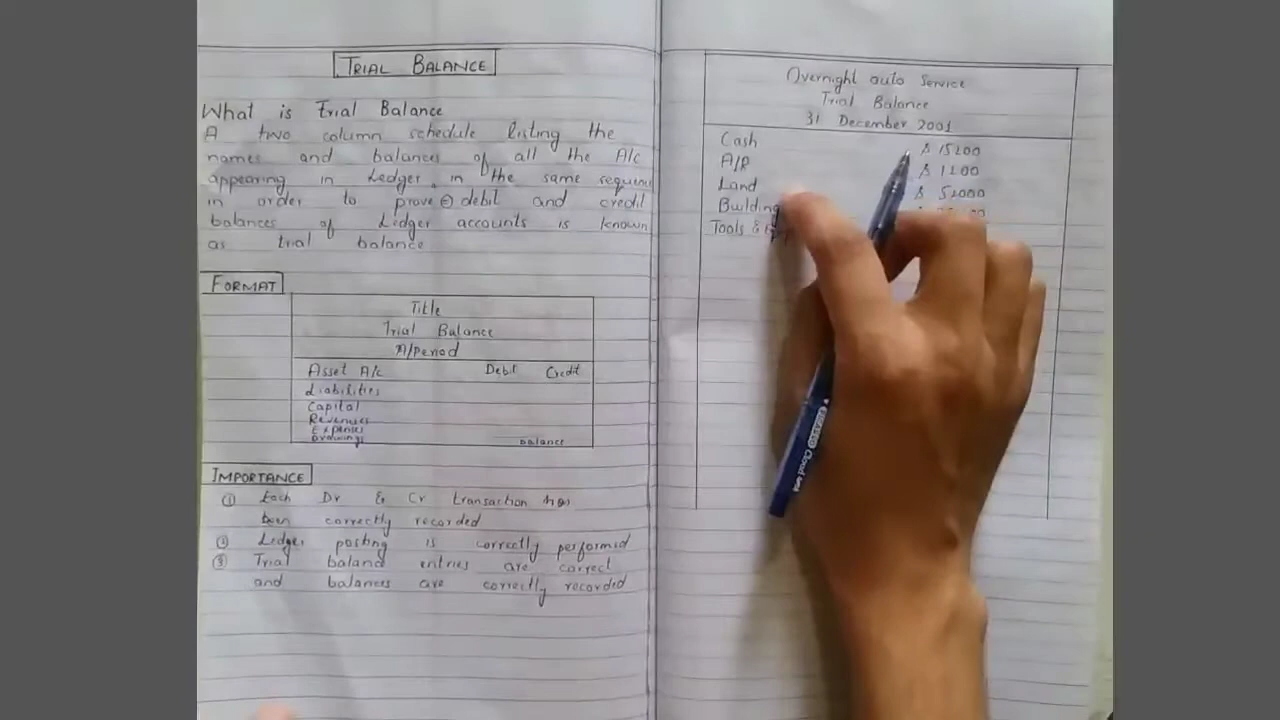 TRIAL BALANCE
What is Trial Balance
A two column schedule listing the
names and balances of all the A/c
appearing in Ledger, in the same sequenc
in order to prove debit and credit
balances of Ledger accounts is known
as trial balance
FORMAT
Title
Trial Balance
A/Period
Asset A/c Debit Credit
Liabilities
Capital
Revenues
Expenses
Drawings balance
IMPORTANCE
① Each Dr & Cr transaction has
been correctly recorded
② Ledger posting is correctly performed
③ Trial baland entries are correct
and balances are correctly recorded
Overnight auto Service
Trial Balance
31 December 2001
Cash $ 15200
A/R $ 1200
Land $ 52000
Building
Tools &